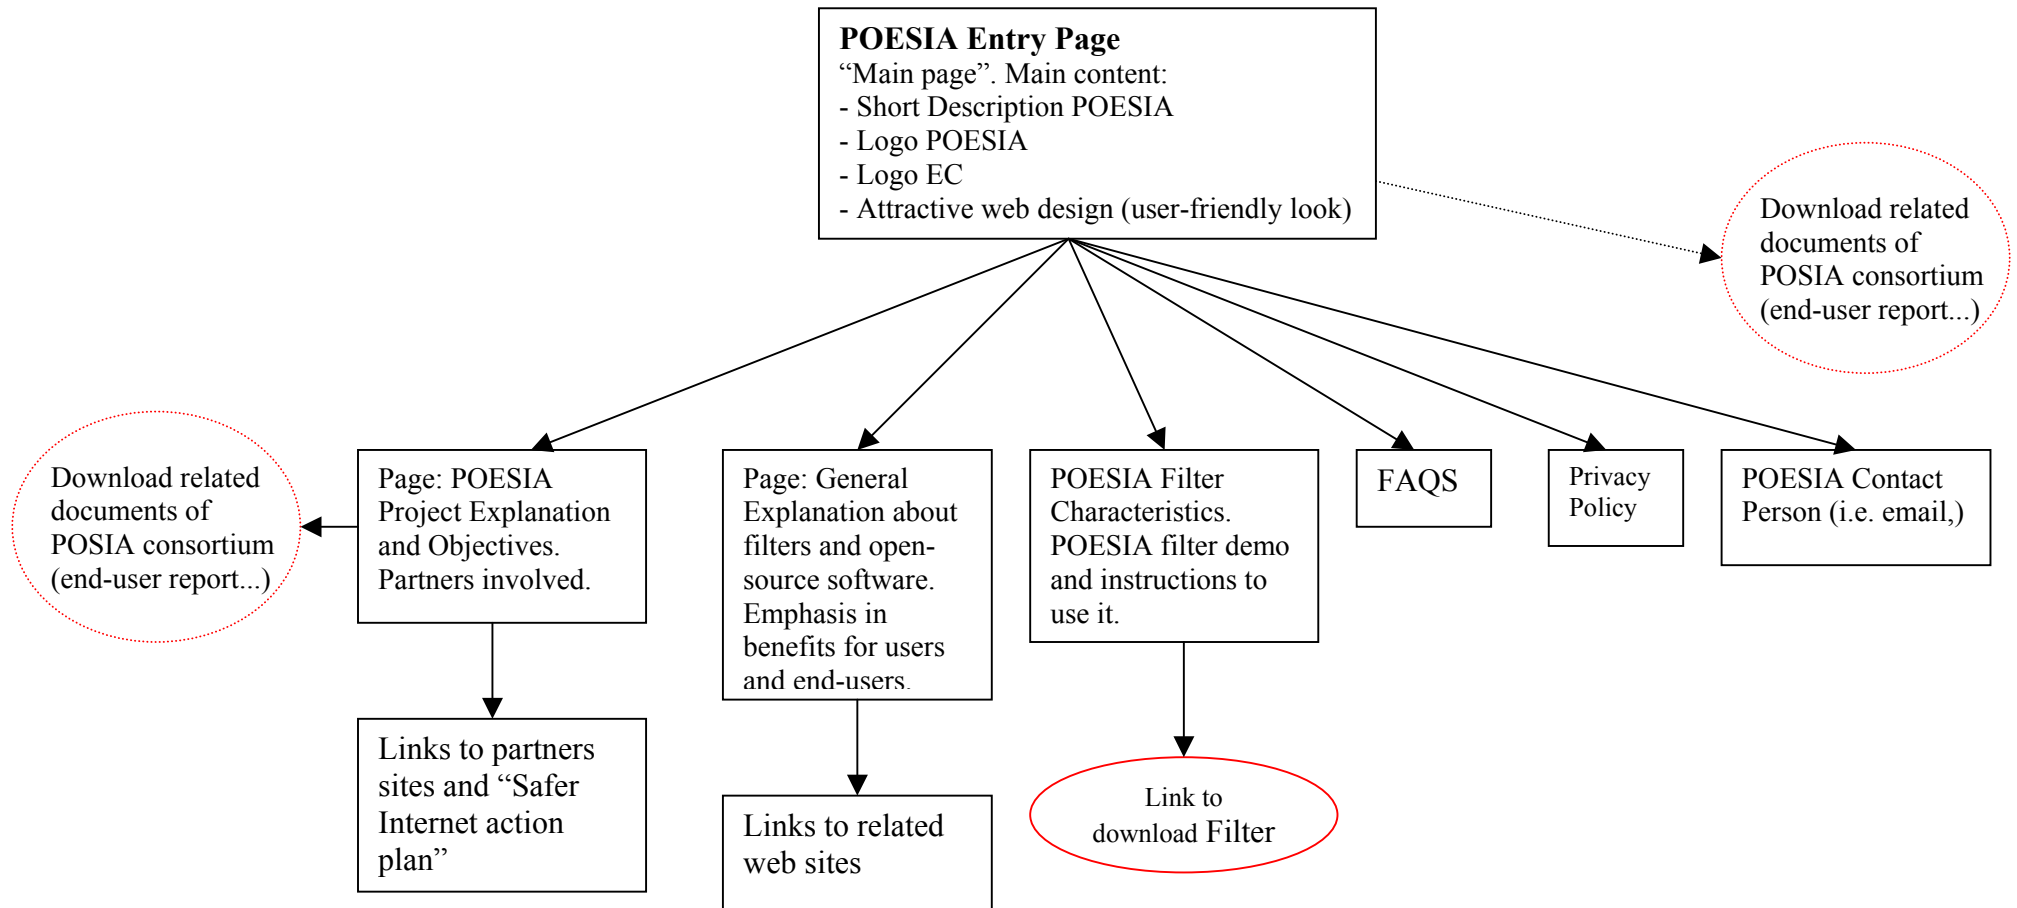 POESIA Entry Page
“Main page”. Main content:
- Short Description POESIA
- Logo POESIA
- Logo EC
- Attractive web design (user-friendly look)
Download related
documents of
POSIA consortium
(end-user report...)
Download related
documents of
POSIA consortium
(end-user report...)
Page: POESIA
Project Explanation
and Objectives.
Partners involved.
Page: General
Explanation about
filters and open-
source software.
Emphasis in
benefits for users
and end-users.
POESIA Filter
Characteristics.
POESIA filter demo
and instructions to
use it.
FAQS
Privacy
Policy
POESIA Contact
Person (i.e. email,)
Links to partners
sites and “Safer
Internet action
plan”
Links to related
web sites
Link to
download Filter